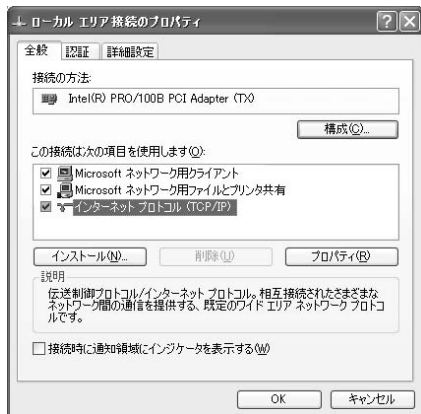 ローカル エリア接続のプロパティ
全般 認証 詳細設定
接続の方法:
Intel(R) PRO/100B PCI Adapter (TX)
構成(C)...
この接続は次の項目を使用します(O):
Microsoft ネットワーク用クライアント
Microsoft ネットワーク用ファイルとプリンタ共有
インターネット プロトコル (TCP/IP)
インストール(N)... 削除(U) プロパティ(R)
説明
伝送制御プロトコル/インターネット プロトコル。相互接続されたさまざまな
ネットワーク間の通信を提供する、既定のワイド エリア ネットワーク プロトコ
ルです。
接続時に通知領域にインジケータを表示する(W)
OK キャンセル